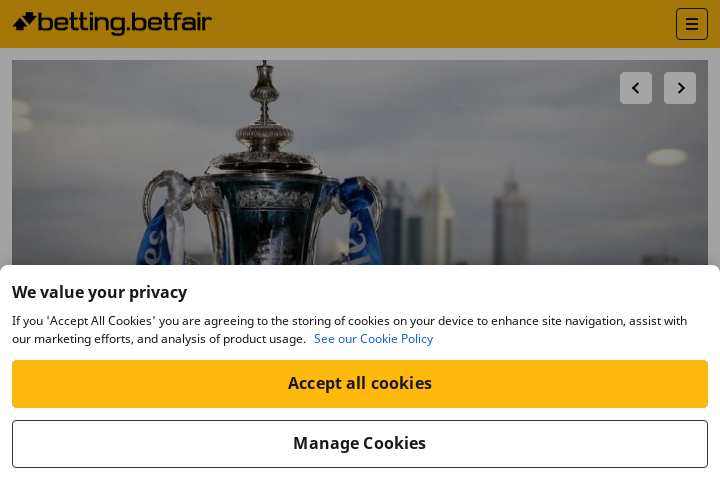 betting.betfair
We value your privacy
If you 'Accept All Cookies' you are agreeing to the storing of cookies on your device to enhance site navigation, assist with
our marketing efforts, and analysis of product usage. See our Cookie Policy
Accept all cookies
Manage Cookies